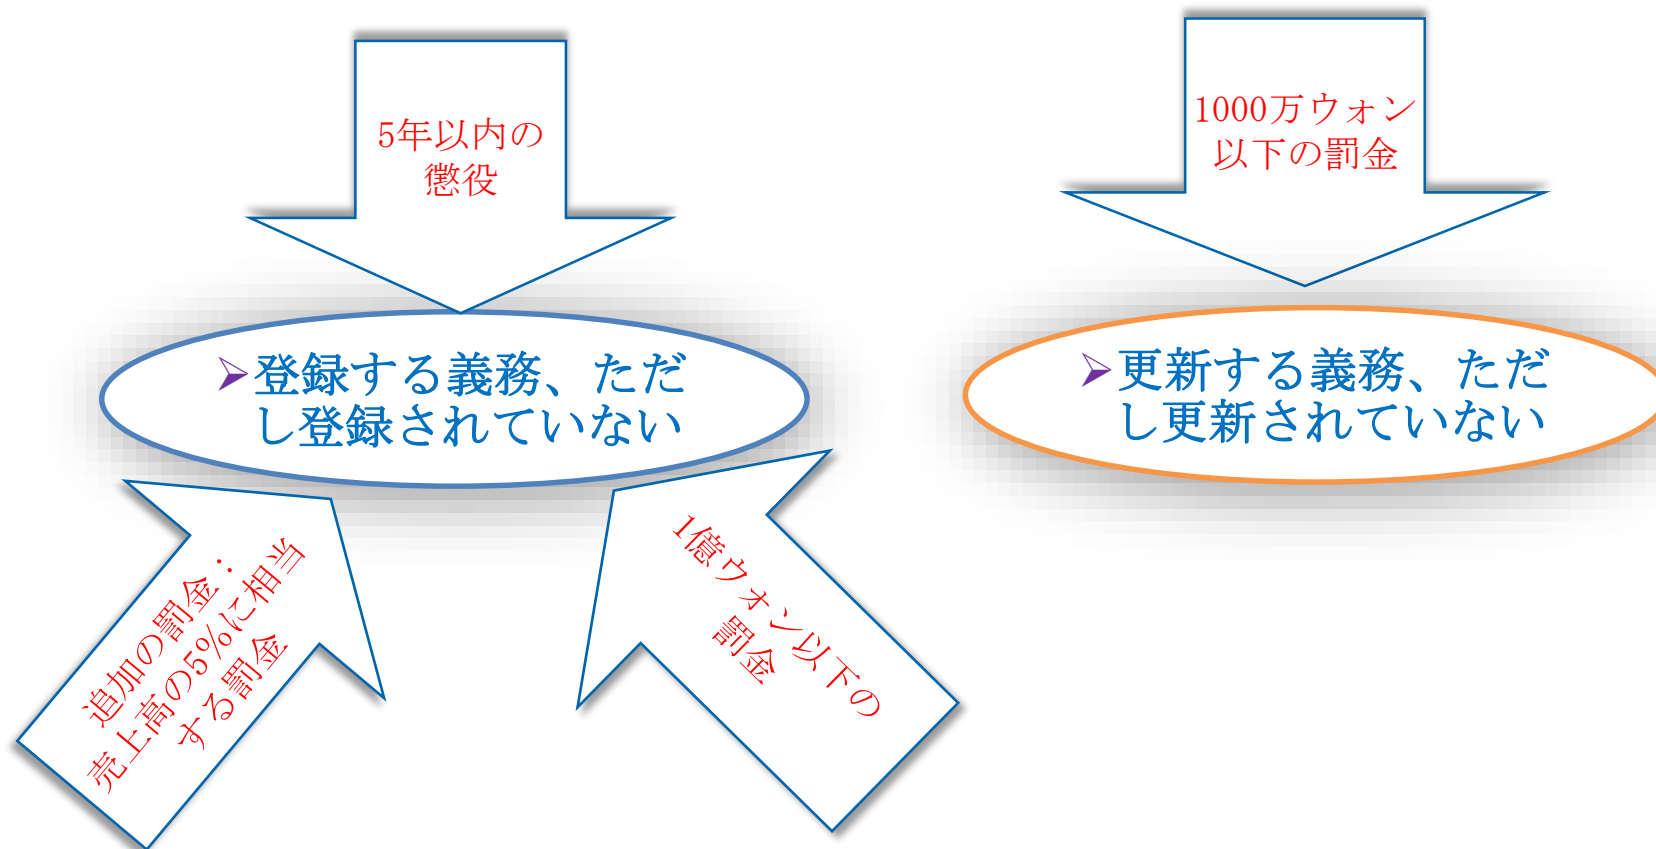 5年以内の
懲役
➢登録する義務、ただ
し登録されていない
追加の罰金：
売上高の5%に相当
する罰金
1億ウォン以下の
罰金
1000万ウォン
以下の罰金
➢更新する義務、ただ
し更新されていない